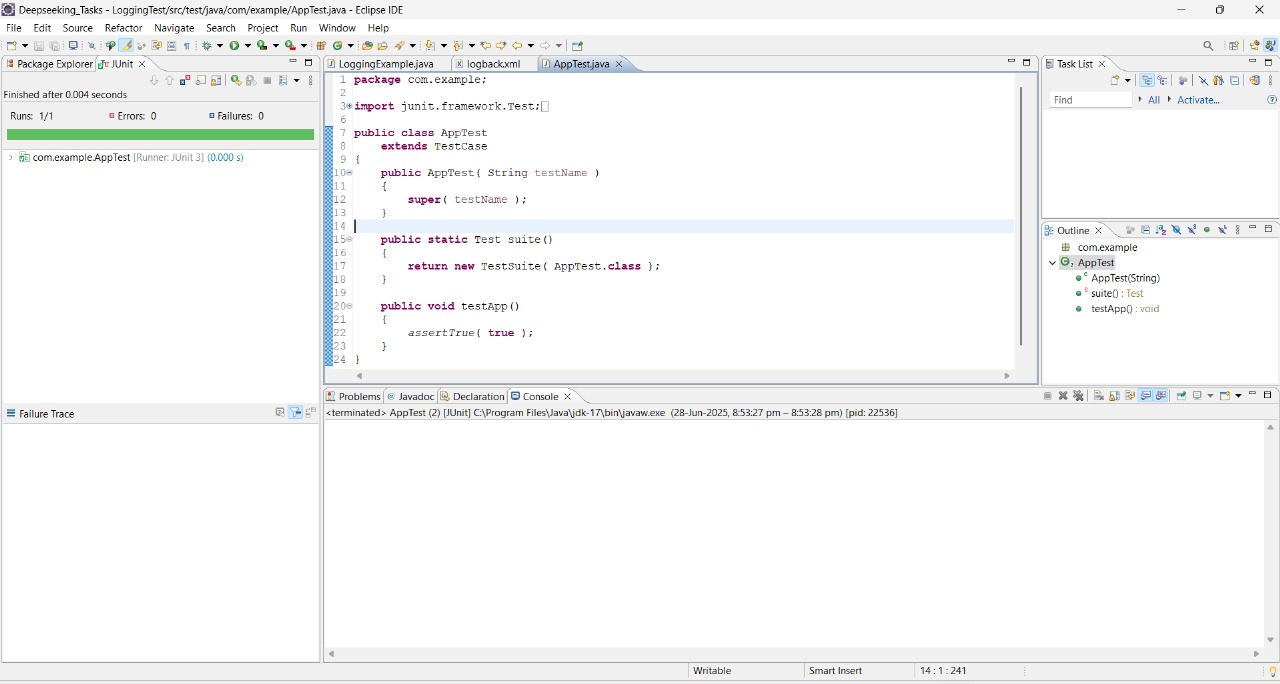 Deepseeking_Tasks - LoggingTest/src/test/java/com/example/AppTest.java - Eclipse IDE
File Edit Source Refactor Navigate Search Project Run Window Help
Package Explorer JUnit
Finished after 0.004 seconds
Runs: 1/1 Errors: 0 Failures: 0
com.example.AppTest [Runner: JUnit 3] (0.000 s)
Failure Trace
LoggingExample.java logback.xml AppTest.java
1 package com.example;
2
3 import junit.framework.Test;
6
7 public class AppTest
8 extends TestCase
9 {
10 public AppTest( String testName )
11 {
12 super( testName );
13 }
14
15 public static Test suite()
16 {
17 return new TestSuite( AppTest.class );
18 }
19
20 public void testApp()
21 {
22 assertTrue( true );
23 }
24 }
Problems Javadoc Declaration Console
<terminated> AppTest (2) [JUnit] C:\Program Files\Java\jdk-17\bin\javaw.exe (28-Jun-2025, 8:53:27 pm – 8:53:28 pm) [pid: 22536]
Task List
Find All Activate...
Outline
com.example
AppTest
AppTest(String)
suite() : Test
testApp() : void
Writable Smart Insert 14 : 1 : 241